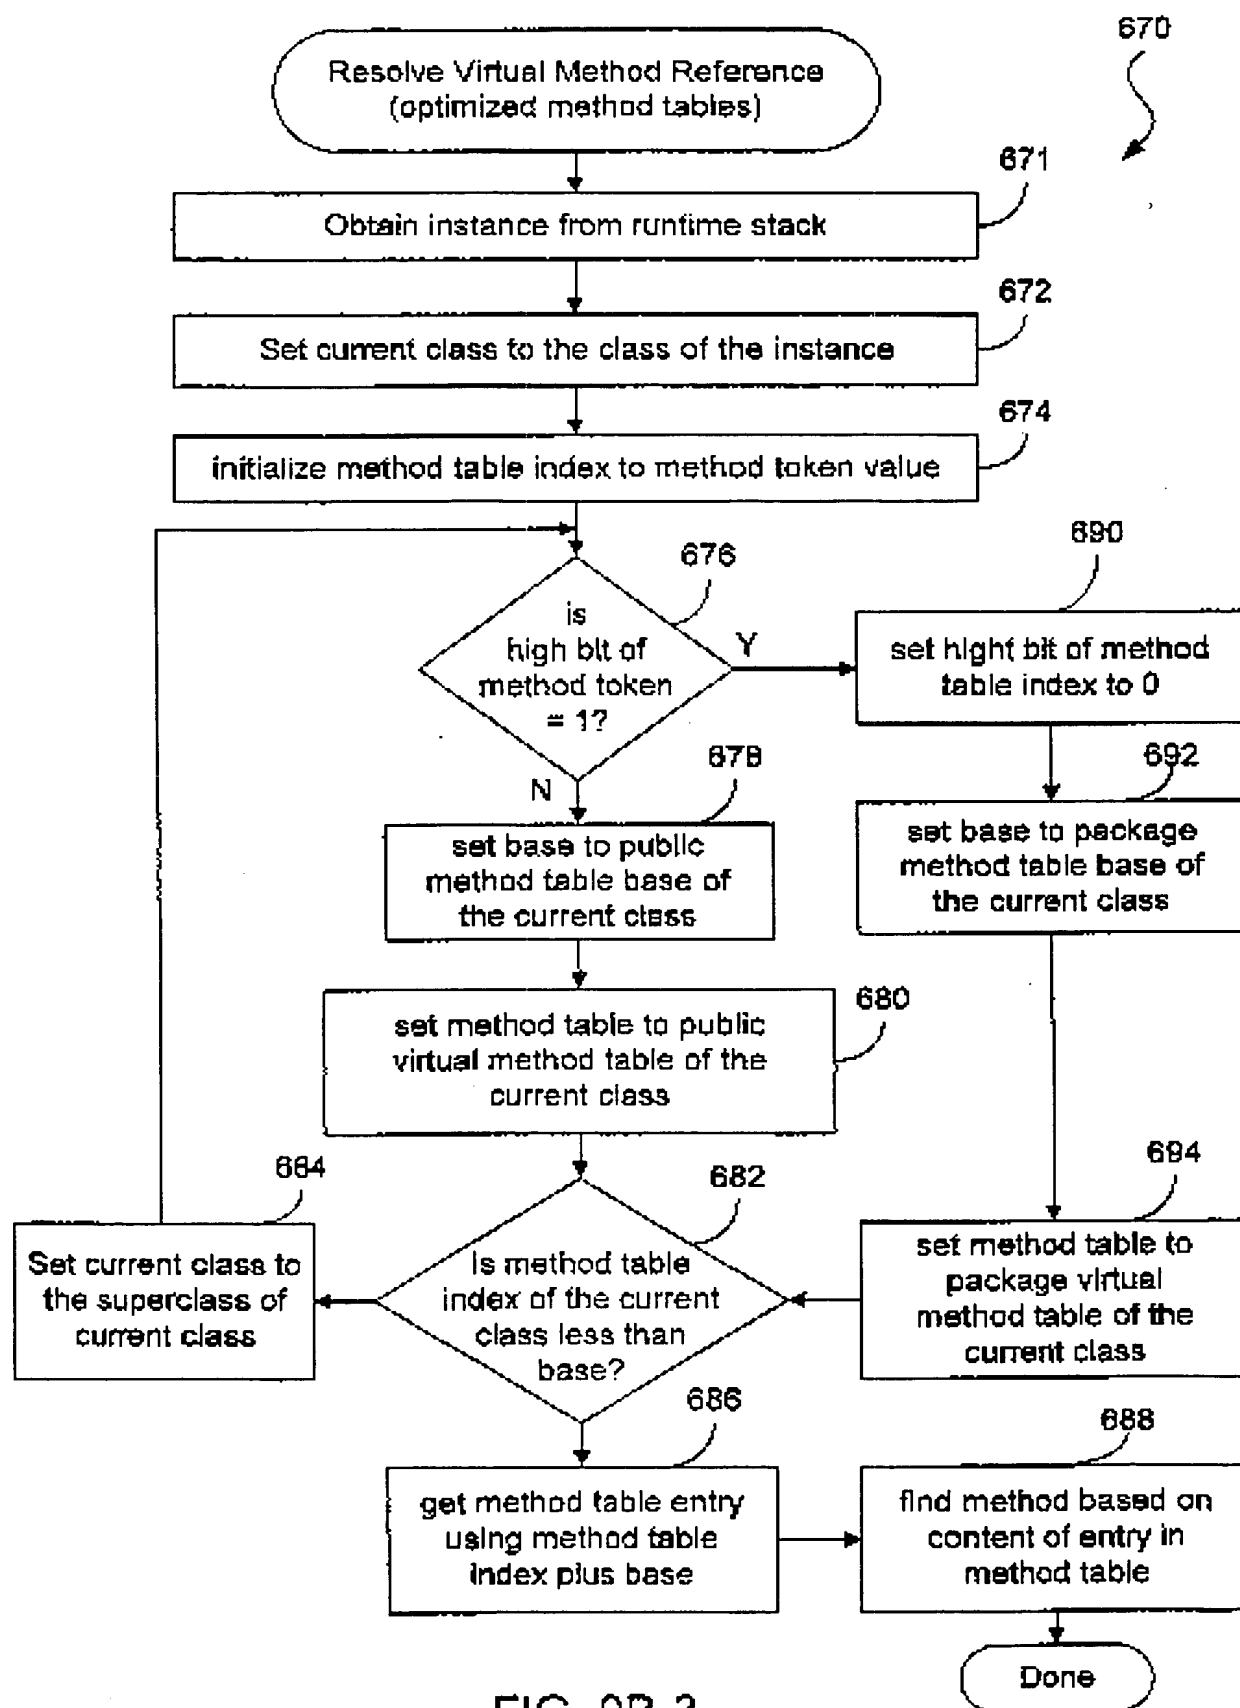 670
Resolve Virtual Method Reference
(optimized method tables)
671
Obtain instance from runtime stack
672
Set current class to the class of the instance
674
initialize method table index to method token value
676
is
high bit of
method token
= 1?
Y
N
690
set hight bit of method
table index to 0
678
set base to public
method table base of
the current class
692
set base to package
method table base of
the current class
680
set method table to public
virtual method table of the
current class
684
Set current class to
the superclass of
current class
682
Is method table
index of the current
class less than
base?
694
set method table to
package virtual
method table of the
current class
686
get method table entry
using method table
index plus base
688
find method based on
content of entry in
method table
Done